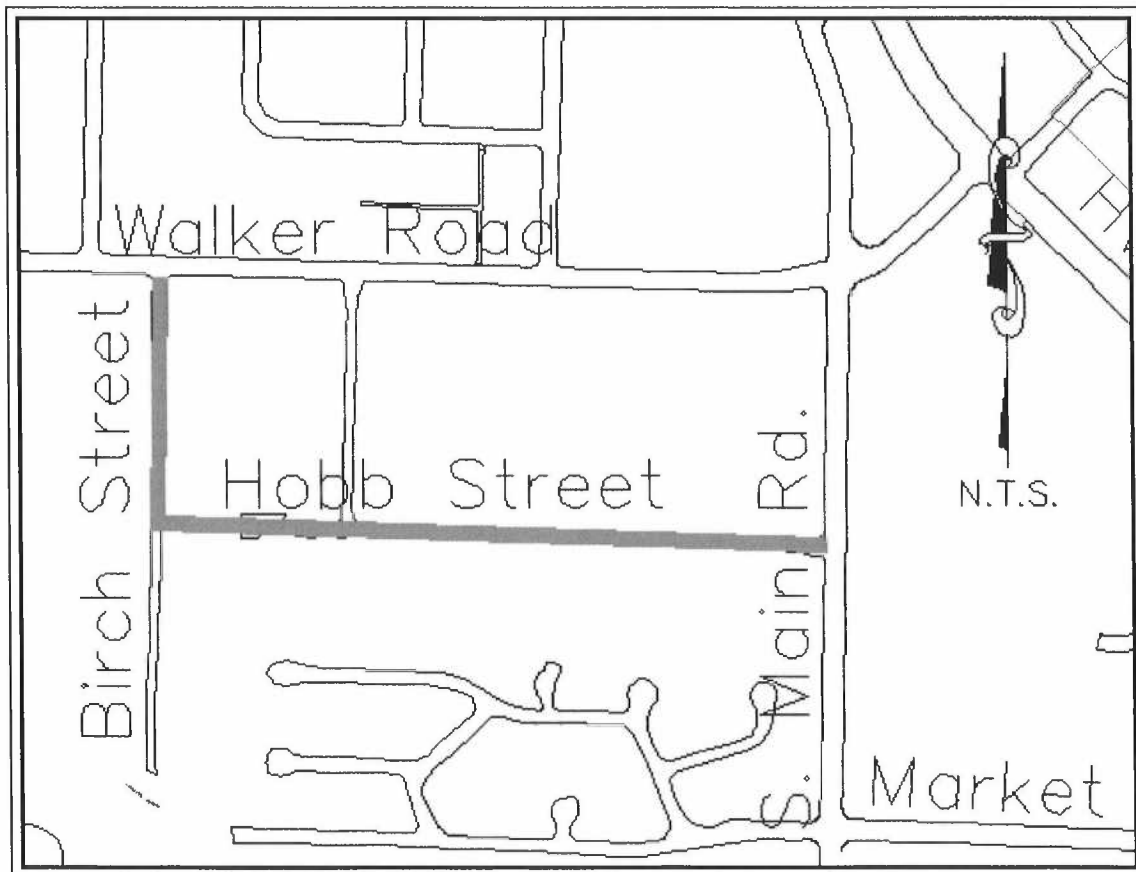 Walker Road
Birch Street
Hobb Street
S. Main Rd.
N.T.S.
Market